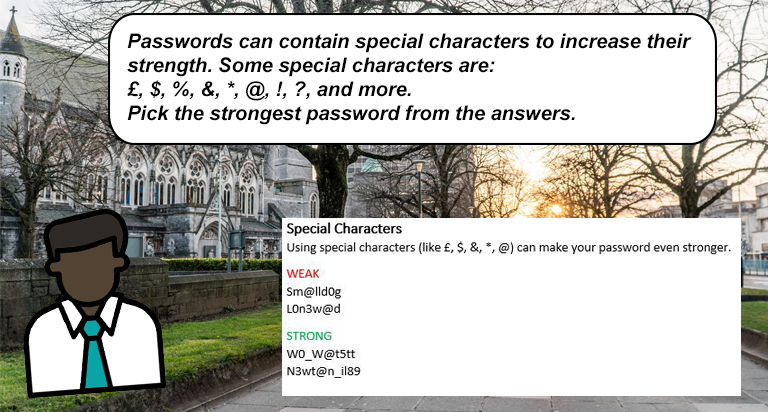 Passwords can contain special characters to increase their
strength. Some special characters are:
£, $, %, &, *, @, !, ?, and more.
Pick the strongest password from the answers.
Special Characters
Using special characters (like £, $, &, *, @) can make your password even stronger.
WEAK
Sm@lld0g
L0n3w@d
STRONG
W0_W@t5tt
N3wt@n_il89